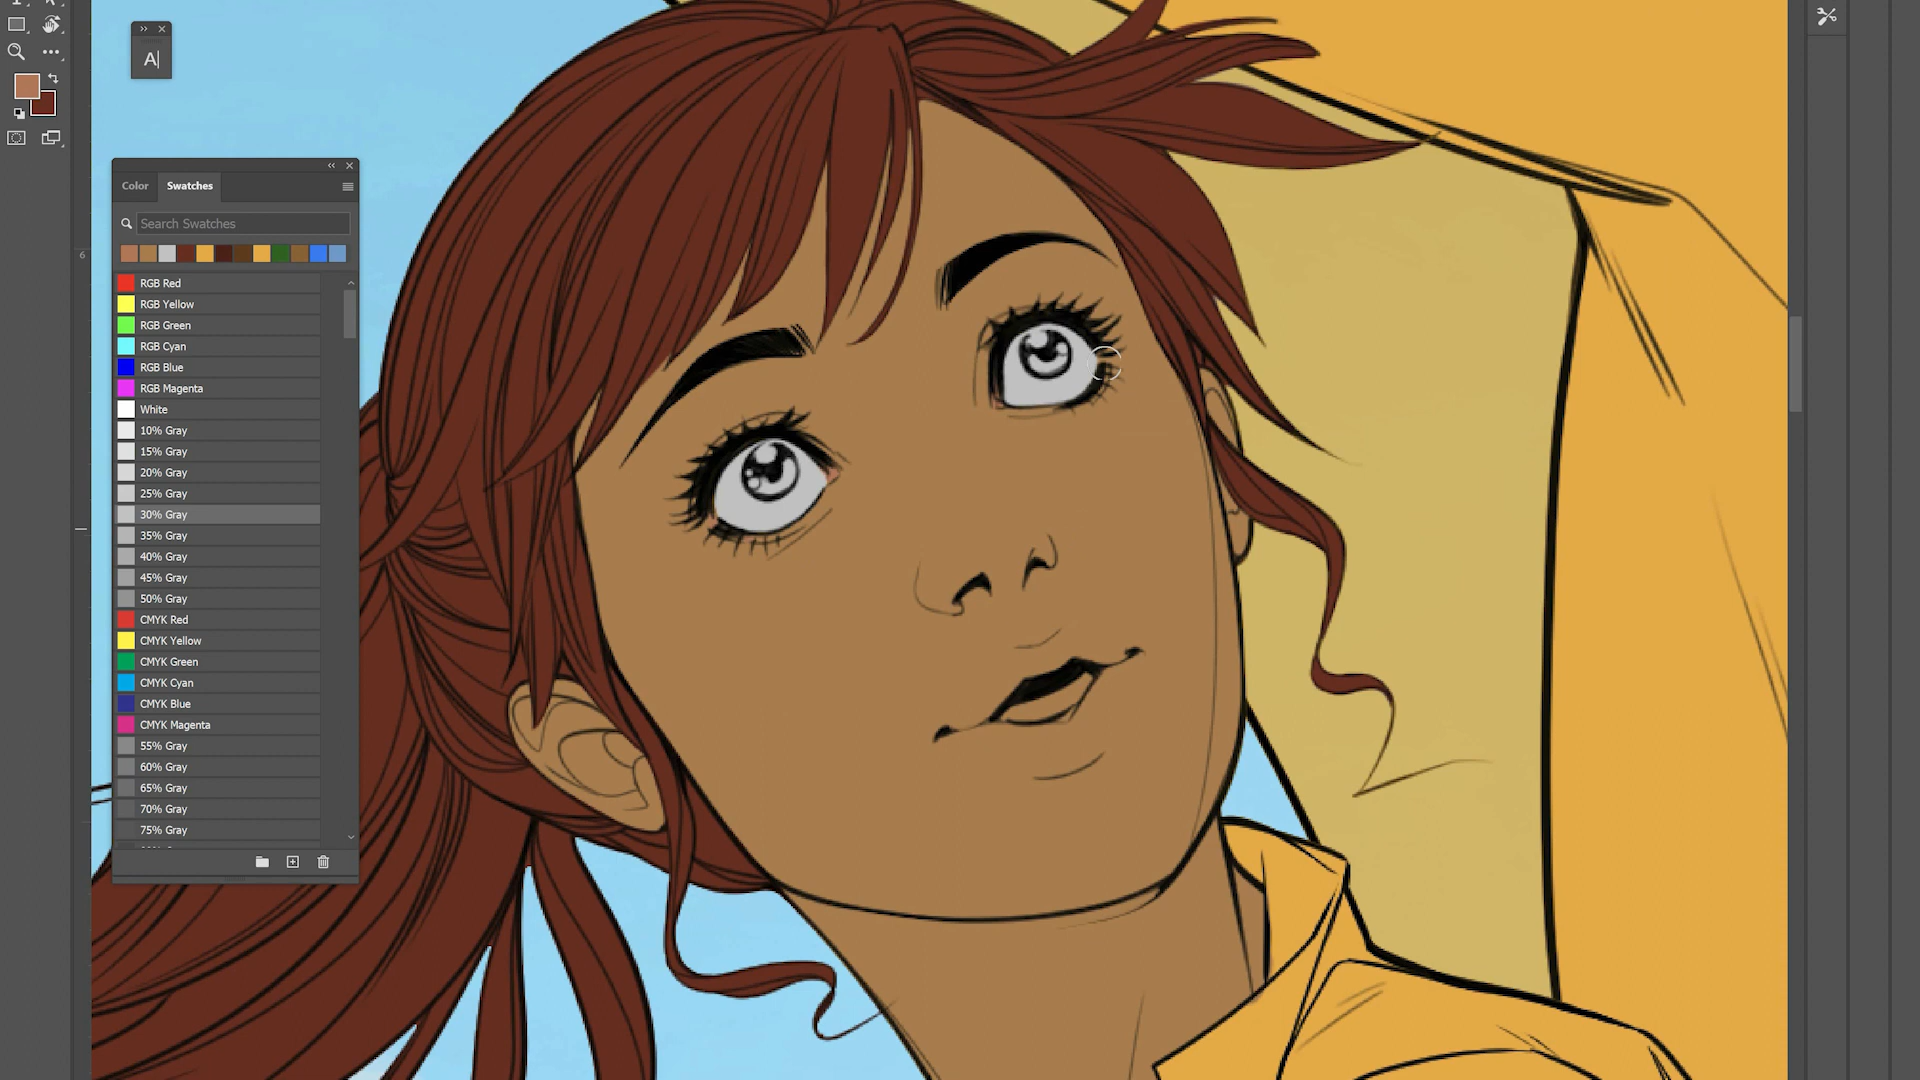 A|
Color Swatches
Search Swatches
6
RGB Red
RGB Yellow
RGB Green
RGB Cyan
RGB Blue
RGB Magenta
White
10% Gray
15% Gray
20% Gray
25% Gray
30% Gray
35% Gray
40% Gray
45% Gray
50% Gray
CMYK Red
CMYK Yellow
CMYK Green
CMYK Cyan
CMYK Blue
CMYK Magenta
55% Gray
60% Gray
65% Gray
70% Gray
75% Gray